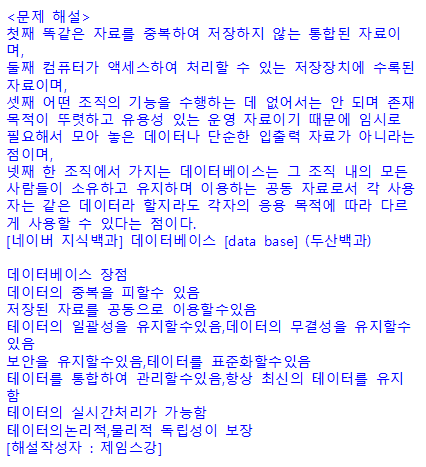 <문제 해설>
첫째 똑같은 자료를 중복하여 저장하지 않는 통합된 자료이
며,
둘째 컴퓨터가 액세스하여 처리할 수 있는 저장장치에 수록된
자료이며,
셋째 어떤 조직의 기능을 수행하는 데 없어서는 안 되며 존재
목적이 뚜렷하고 유용성 있는 운영 자료이기 때문에 임시로
필요해서 모아 놓은 데이터나 단순한 입출력 자료가 아니라는
점이며,
넷째 한 조직에서 가지는 데이터베이스는 그 조직 내의 모든
사람들이 소유하고 유지하며 이용하는 공동 자료로서 각 사용
자는 같은 데이터라 할지라도 각자의 응용 목적에 따라 다르
게 사용할 수 있다는 점이다.
[네이버 지식백과] 데이터베이스 [data base] (두산백과)

데이터베이스 장점
데이터의 중복을 피할수 있음
저장된 자료를 공동으로 이용할수있음
테이터의 일괄성을 유지할수있음,데이터의 무결성을 유지할수
있음
보안을 유지할수있음,테이터를 표준화할수있음
테이터를 통합하여 관리할수있음,항상 최신의 테이터를 유지
함
테이터의 실시간처리가 가능함
테이터의논리적,물리적 독립성이 보장
[해설작성자 : 제임스강]